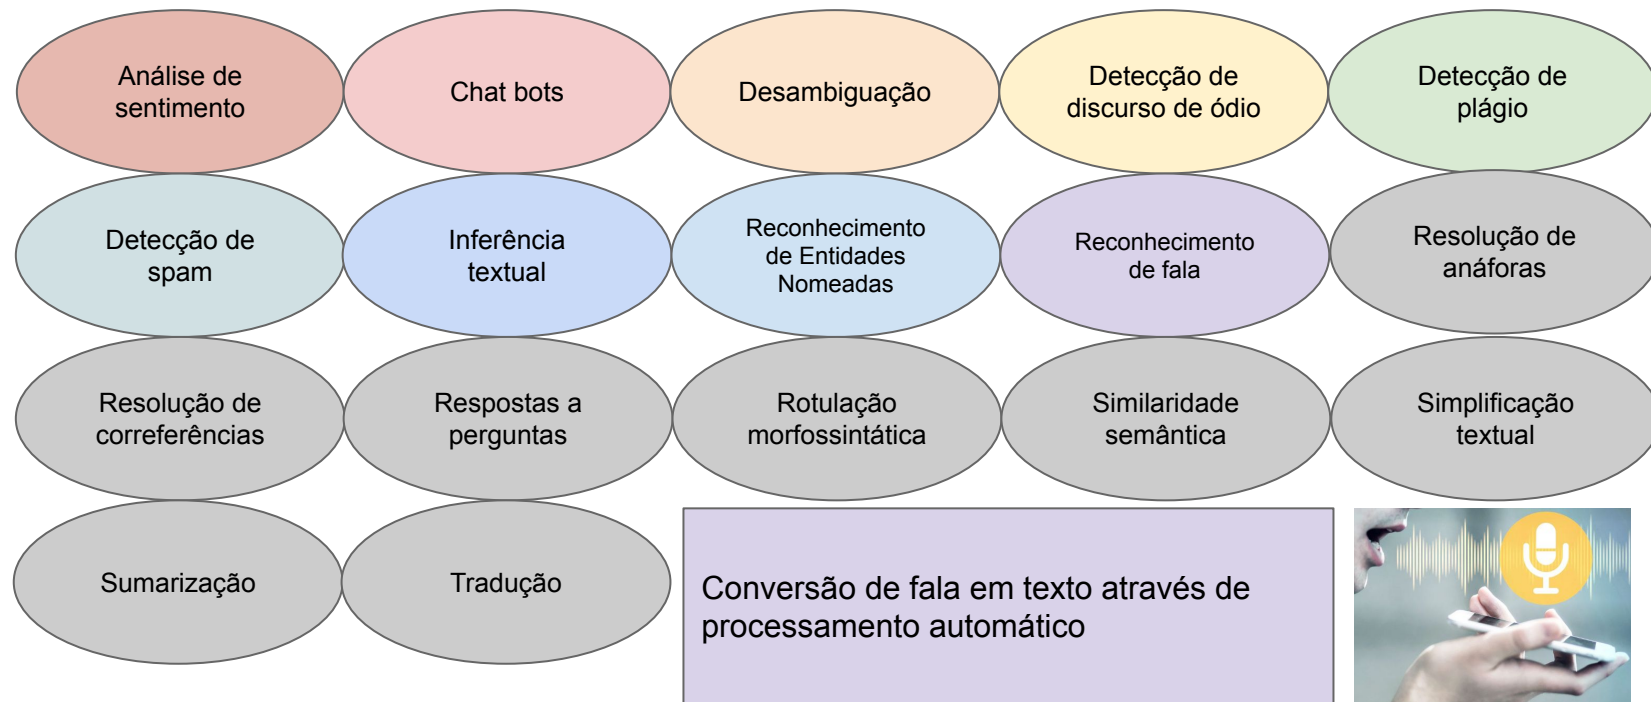 Análise de
sentimento
Chat bots
Desambiguação
Detecção de
discurso de ódio
Detecção de
plágio
Detecção de
spam
Inferência
textual
Reconhecimento
de Entidades
Nomeadas
Reconhecimento
de fala
Resolução de
anáforas
Resolução de
correferências
Respostas a
perguntas
Rotulação
morfossintática
Similaridade
semântica
Simplificação
textual
Sumarização
Tradução
Conversão de fala em texto através de
processamento automático